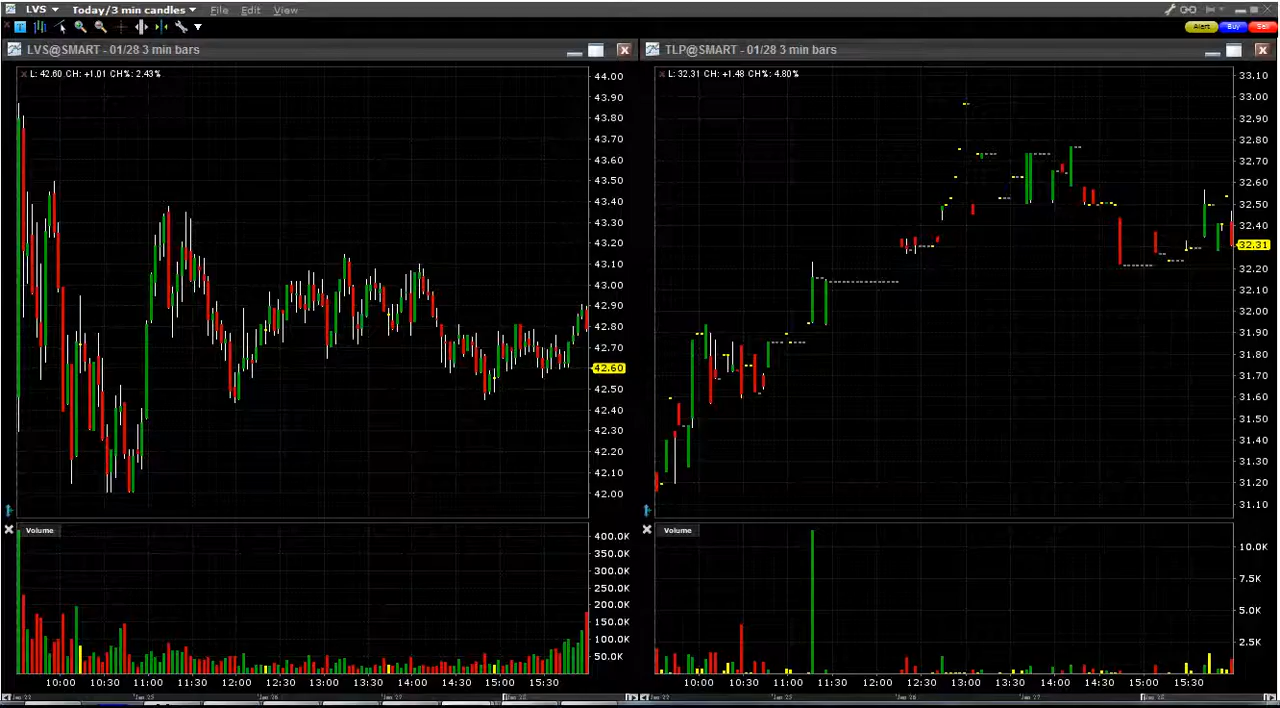 LVS Today/3 min candles File Edit View
T
Alert Buy Sell
LVS@SMART - 01/28 3 min bars
L: 42.60 CH: +1.01 CH%: 2.43%
44.00
43.90
43.80
43.70
43.60
43.50
43.40
43.30
43.20
43.10
43.00
42.90
42.80
42.70
42.60
42.50
42.40
42.30
42.20
42.10
42.00
Volume
400.0K
350.0K
300.0K
250.0K
200.0K
150.0K
100.0K
50.0K
10:00 10:30 11:00 11:30 12:00 12:30 13:00 13:30 14:00 14:30 15:00 15:30
TLP@SMART - 01/28 3 min bars
L: 32.31 CH: +1.48 CH%: 4.80%
33.10
33.00
32.90
32.80
32.70
32.60
32.50
32.40
32.31
32.20
32.10
32.00
31.90
31.80
31.70
31.60
31.50
31.40
31.30
31.20
31.10
Volume
10.0K
7.5K
5.0K
2.5K
10:00 10:30 11:00 11:30 12:00 12:30 13:00 13:30 14:00 14:30 15:00 15:30